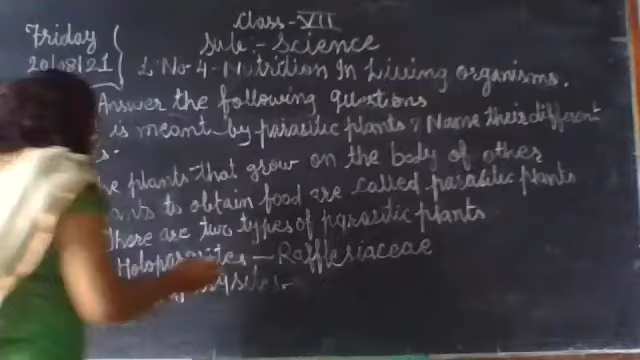 Class-VII
Friday
Sub:- Science
20/08/21
L.No-4-Nutrition In Living organisms.
Answer the following questions
is meant by parasitic plants? Name their different
s.
plants that grow on the body of other
to obtain food are called parasitic plants
There are two types of parasitic plants
Holoparasites — Rafflesiaceae